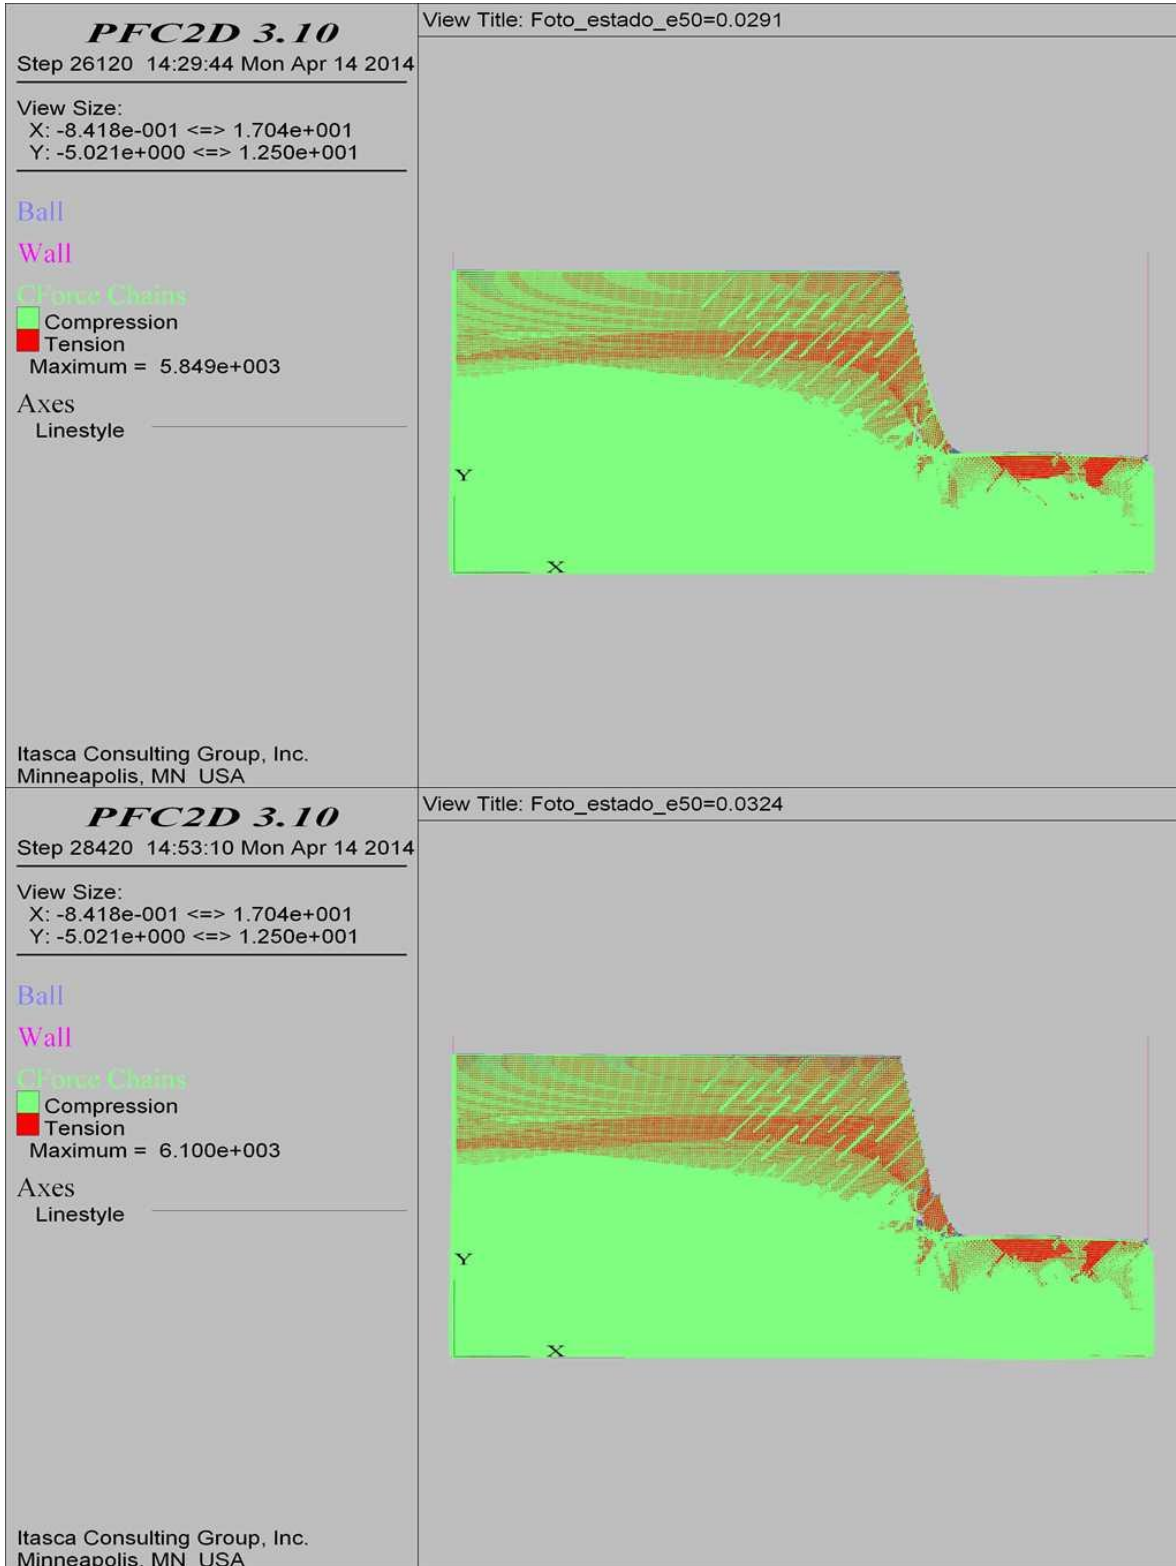 PFC2D 3.10
Step 26120 14:29:44 Mon Apr 14 2014
View Size:
X: -8.418e-001 <=> 1.704e+001
Y: -5.021e+000 <=> 1.250e+001
Ball
Wall
CForce Chains
Compression
Tension
Maximum = 5.849e+003
Axes
Linestyle
Itasca Consulting Group, Inc.
Minneapolis, MN USA
View Title: Foto_estado_e50=0.0291
Y
X
PFC2D 3.10
Step 28420 14:53:10 Mon Apr 14 2014
View Size:
X: -8.418e-001 <=> 1.704e+001
Y: -5.021e+000 <=> 1.250e+001
Ball
Wall
CForce Chains
Compression
Tension
Maximum = 6.100e+003
Axes
Linestyle
Itasca Consulting Group, Inc.
Minneapolis, MN USA
View Title: Foto_estado_e50=0.0324
Y
X